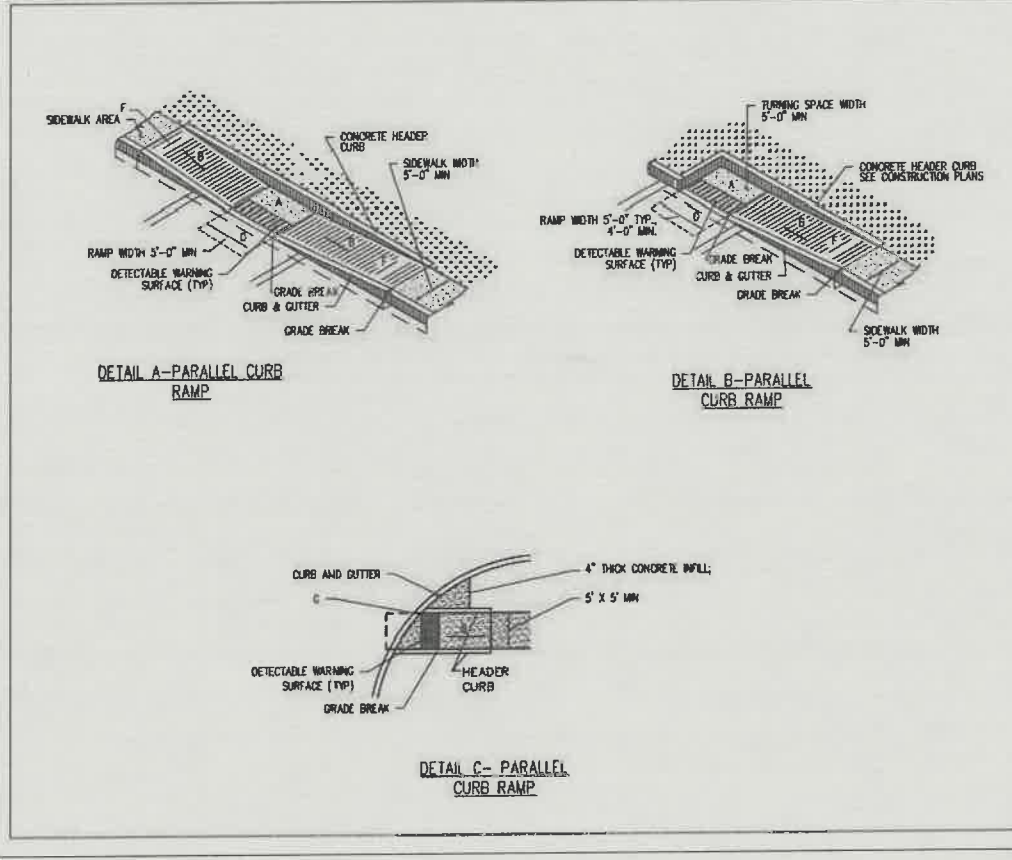 F
SIDEWALK AREA
B
A
D
E
F
CONCRETE HEADER
CURB
SIDEWALK WIDTH
5'-0" MIN
RAMP WIDTH 5'-0" MIN
DETECTABLE WARNING
SURFACE (TYP)
GRADE BREAK
CURB & GUTTER
GRADE BREAK
DETAIL A-PARALLEL CURB
RAMP
TURNING SPACE WIDTH
5'-0" MIN
CONCRETE HEADER CURB
SEE CONSTRUCTION PLANS
A
F
RAMP WIDTH 5'-0" TYP.,
4'-0" MIN.
DETECTABLE WARNING
SURFACE (TYP)
GRADE BREAK
CURB & GUTTER
GRADE BREAK
SIDEWALK WIDTH
5'-0" MIN
DETAIL B-PARALLEL
CURB RAMP
CURB AND GUTTER
4" THICK CONCRETE INFILL;
5' X 5' MIN
DETECTABLE WARNING
SURFACE (TYP)
HEADER
CURB
GRADE BREAK
DETAIL C- PARALLEL
CURB RAMP